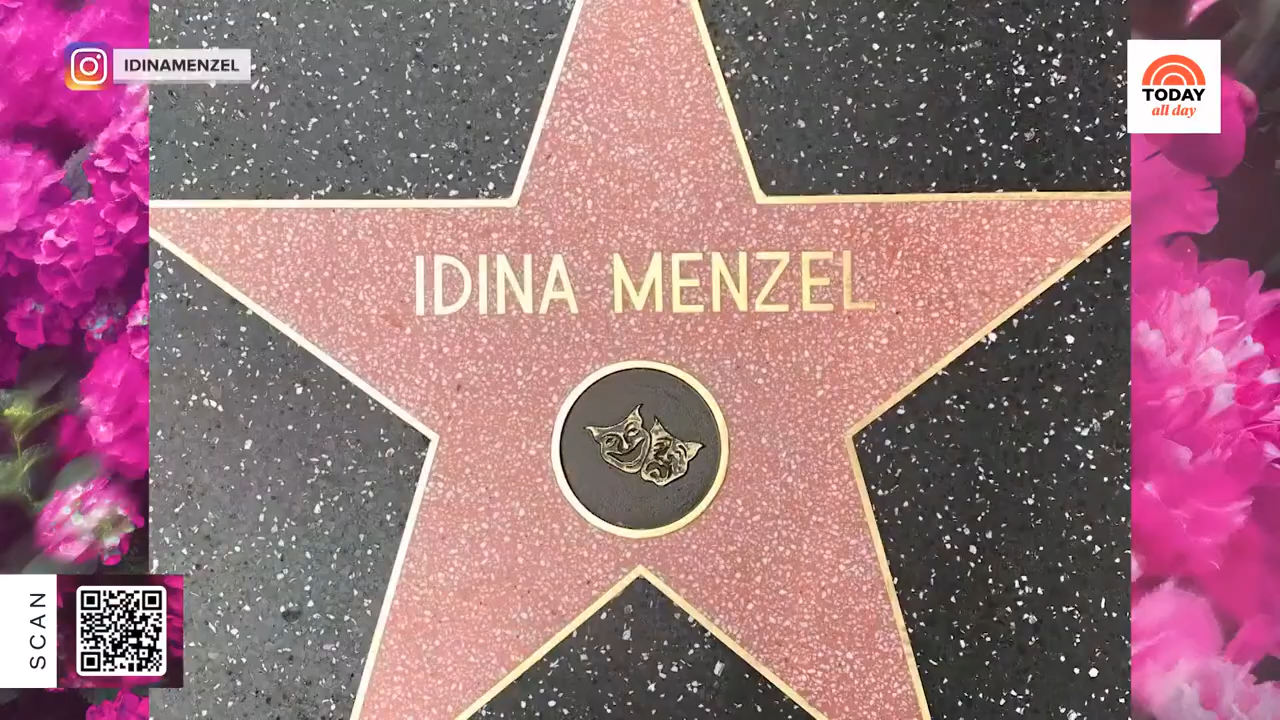 IDINAMENZEL
TODAY
all day
IDINA MENZEL
SCAN